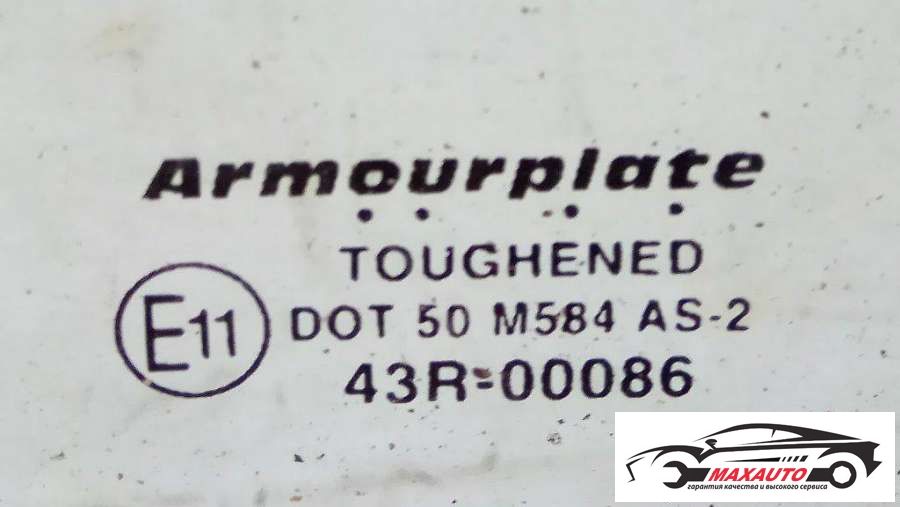 Armourplate
TOUGHENED
E11
DOT 50 M584 AS-2
43R-00086
MAXAUTO
гарантия качества и высокого сервиса